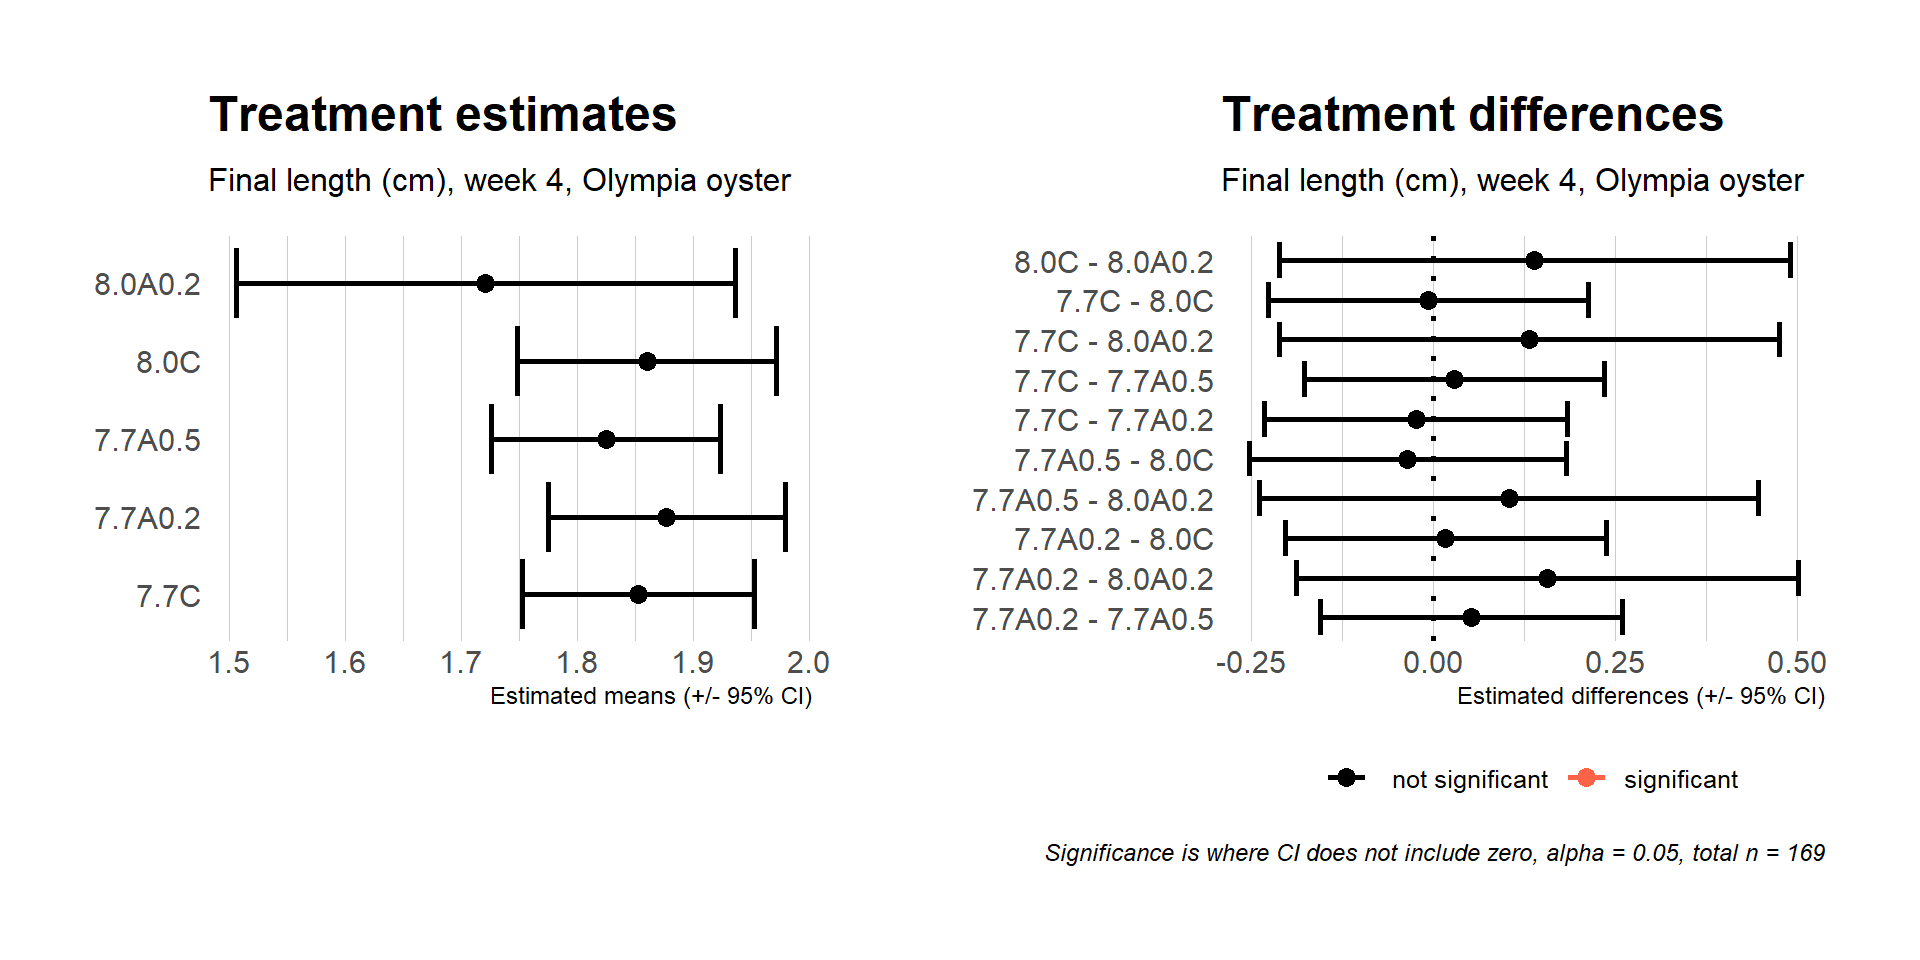 Treatment estimates
Final length (cm), week 4, Olympia oyster
8.0A0.2
8.0C
7.7A0.5
7.7A0.2
7.7C
1.5 1.6 1.7 1.8 1.9 2.0
Estimated means (+/- 95% CI)
Treatment differences
Final length (cm), week 4, Olympia oyster
8.0C - 8.0A0.2
7.7C - 8.0C
7.7C - 8.0A0.2
7.7C - 7.7A0.5
7.7C - 7.7A0.2
7.7A0.5 - 8.0C
7.7A0.5 - 8.0A0.2
7.7A0.2 - 8.0C
7.7A0.2 - 8.0A0.2
7.7A0.2 - 7.7A0.5
-0.25 0.00 0.25 0.50
Estimated differences (+/- 95% CI)
not significant significant
Significance is where CI does not include zero, alpha = 0.05, total n = 169